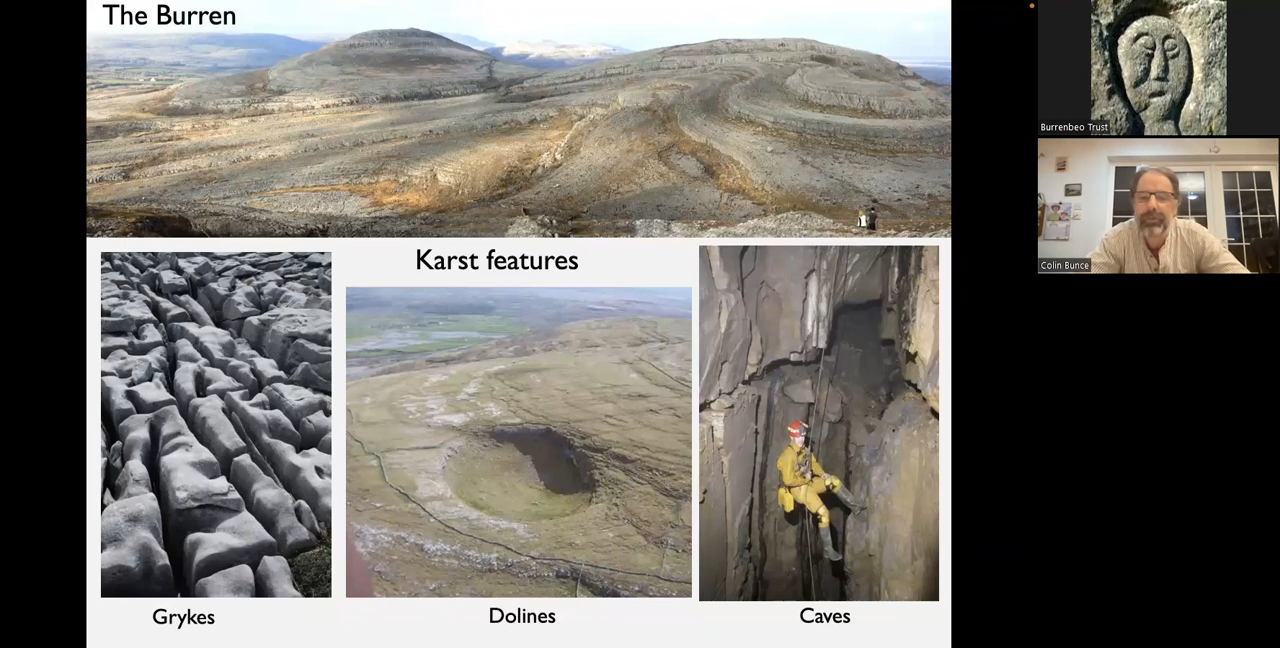 The Burren
Karst features
Grykes
Dolines
Caves
Burrenbeo Trust
Colin Bunce